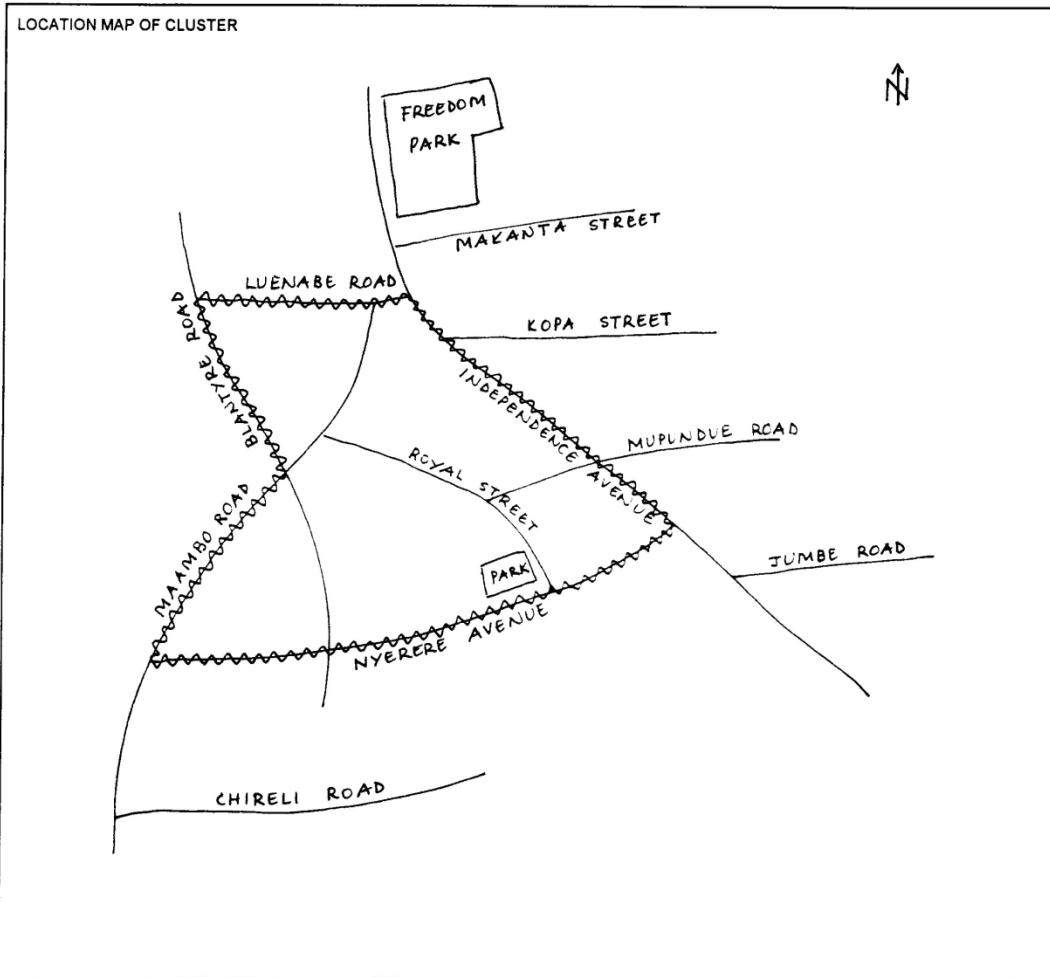 LOCATION MAP OF CLUSTER
N
FREEDOM
PARK
MAKANTA STREET
LUENABE ROAD
KOPA STREET
BLANTYRE ROAD
INDEPENDENCE AVENUE
MUPUNDUE ROAD
ROYAL STREET
MAAMBO ROAD
PARK
JUMBE ROAD
NYERERE AVENUE
CHIRELI ROAD